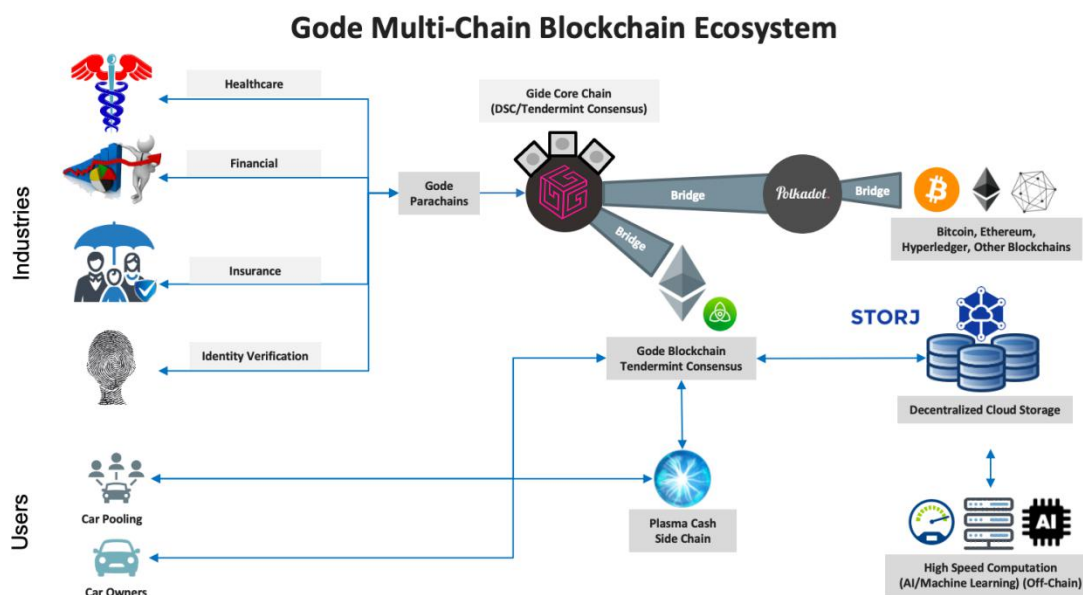 Gode Multi-Chain Blockchain Ecosystem
Industries
Healthcare
Financial
Insurance
Identity Verification
Gode
Parachains
Gide Core Chain
(DSC/Tendermint Consensus)
Bridge
Polkadot
Bridge
Bridge
Bitcoin, Ethereum,
Hyperledger, Other Blockchains
Gode Blockchain
Tendermint Consensus
STORJ
Decentralized Cloud Storage
Users
Car Pooling
Car Owners
Plasma Cash
Side Chain
AI
High Speed Computation
(AI/Machine Learning) (Off-Chain)